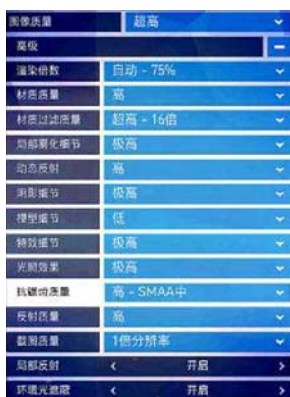 图像质量 超高
高级
渲染倍数 自动 - 75%
材质质量 高
材质过滤质量 超高 - 16倍
局部雾化细节 极高
动态反射 高
阴影细节 极高
模型细节 低
特效细节 极高
光照效果 极高
抗锯齿质量 高 - SMAA中
反射质量 高
截图质量 1倍分辨率
局部反射 < 开启 >
环境光遮蔽 < 开启 >